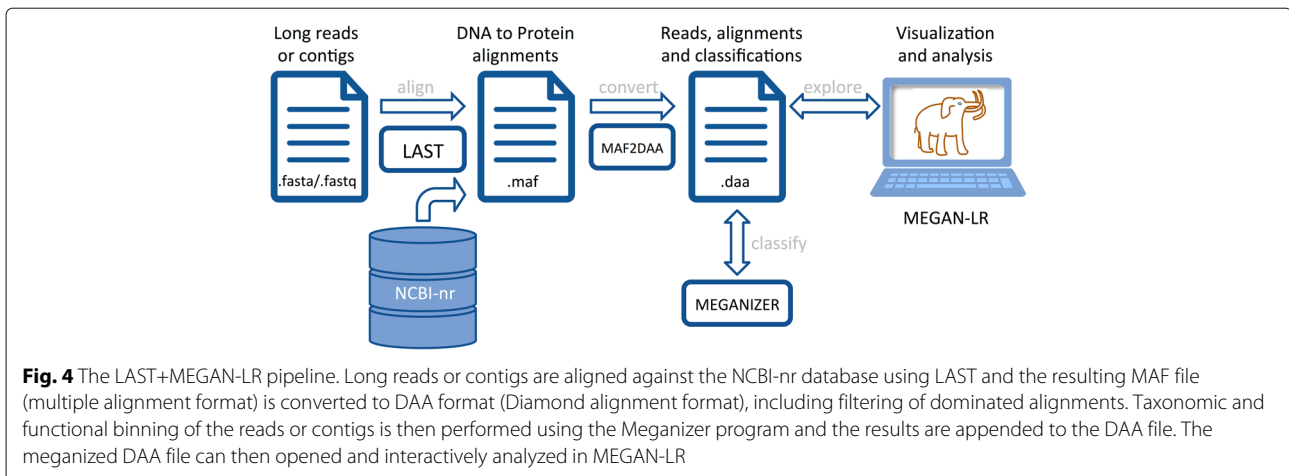 Long reads
or contigs
DNA to Protein
alignments
Reads, alignments
and classifications
Visualization
and analysis
align
convert
explore
LAST
MAF2DAA
.fasta/.fastq
.maf
.daa
MEGAN-LR
classify
NCBI-nr
MEGANIZER
Fig. 4 The LAST+MEGAN-LR pipeline. Long reads or contigs are aligned against the NCBI-nr database using LAST and the resulting MAF file
(multiple alignment format) is converted to DAA format (Diamond alignment format), including filtering of dominated alignments. Taxonomic and
functional binning of the reads or contigs is then performed using the Meganizer program and the results are appended to the DAA file. The
meganized DAA file can then opened and interactively analyzed in MEGAN-LR